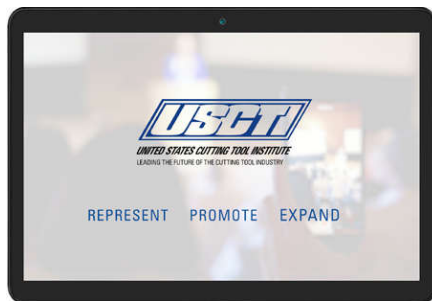 USCTI
UNITED STATES CUTTING TOOL INSTITUTE
LEADING THE FUTURE OF THE CUTTING TOOL INDUSTRY
REPRESENT PROMOTE EXPAND